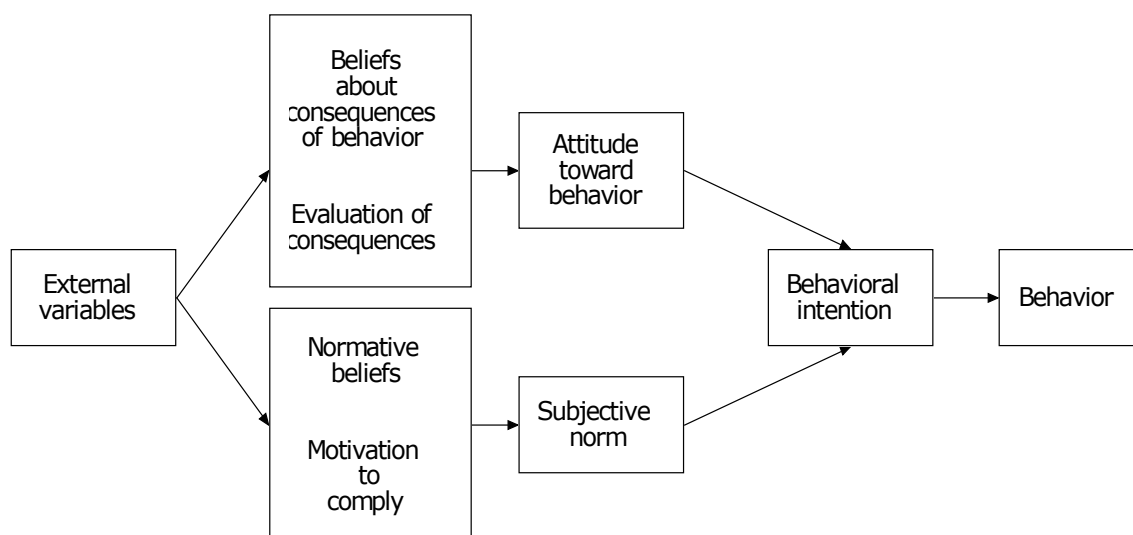 External
variables
Beliefs
about
consequences
of behavior
Evaluation of
consequences
Normative
beliefs
Motivation
to
comply
Attitude
toward
behavior
Subjective
norm
Behavioral
intention
Behavior